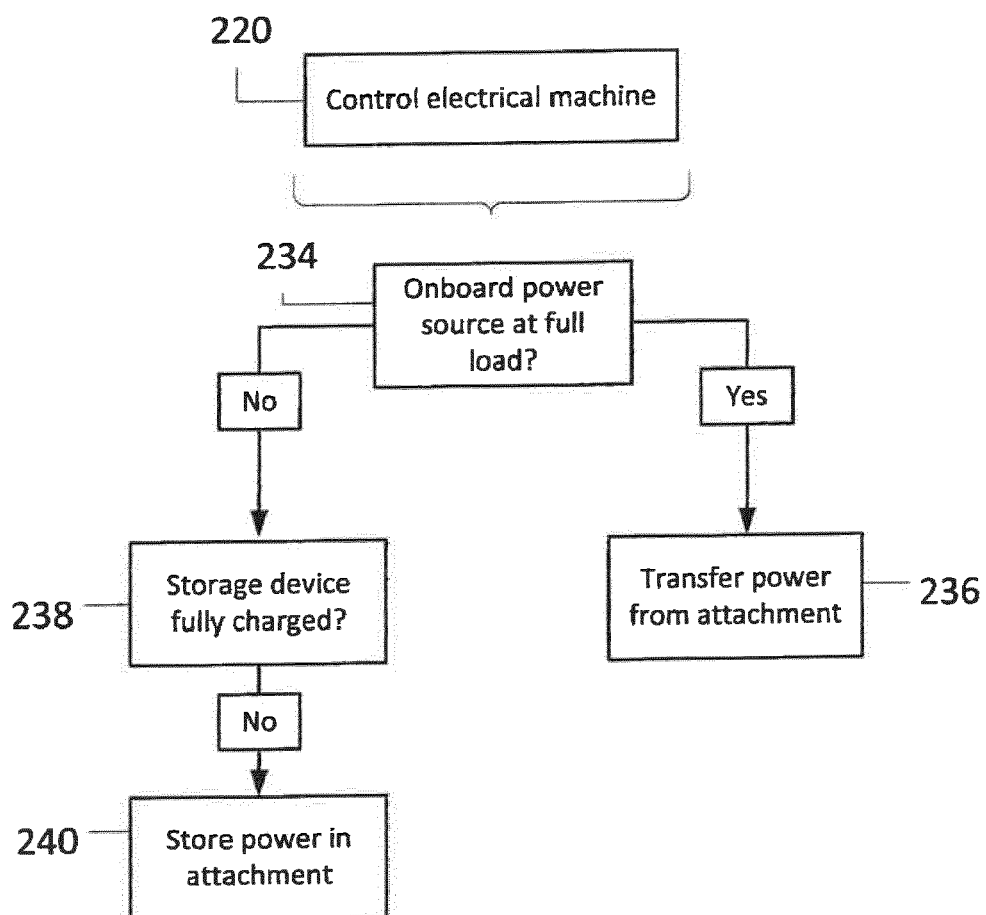 220
Control electrical machine
234
Onboard power
source at full
load?
No
Yes
238
Storage device
fully charged?
Transfer power
from attachment
236
No
240
Store power in
attachment